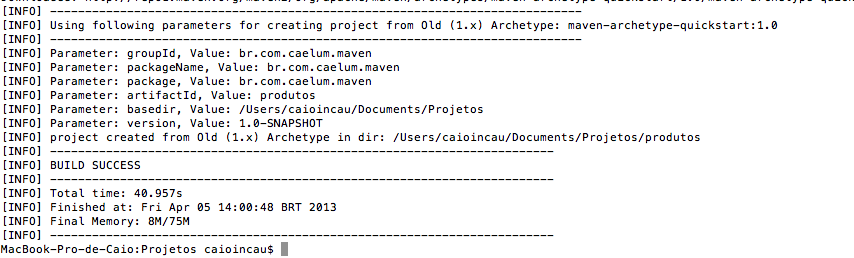 [INFO] ----------------------------------------------------------------------------
[INFO] Using following parameters for creating project from Old (1.x) Archetype: maven-archetype-quickstart:1.0
[INFO] ----------------------------------------------------------------------------
[INFO] Parameter: groupId, Value: br.com.caelum.maven
[INFO] Parameter: packageName, Value: br.com.caelum.maven
[INFO] Parameter: package, Value: br.com.caelum.maven
[INFO] Parameter: artifactId, Value: produtos
[INFO] Parameter: basedir, Value: /Users/caioincau/Documents/Projetos
[INFO] Parameter: version, Value: 1.0-SNAPSHOT
[INFO] project created from Old (1.x) Archetype in dir: /Users/caioincau/Documents/Projetos/produtos
[INFO] ------------------------------------------------------------------------
[INFO] BUILD SUCCESS
[INFO] ------------------------------------------------------------------------
[INFO] Total time: 40.957s
[INFO] Finished at: Fri Apr 05 14:00:48 BRT 2013
[INFO] Final Memory: 8M/75M
[INFO] ------------------------------------------------------------------------
MacBook-Pro-de-Caio:Projetos caioincau$